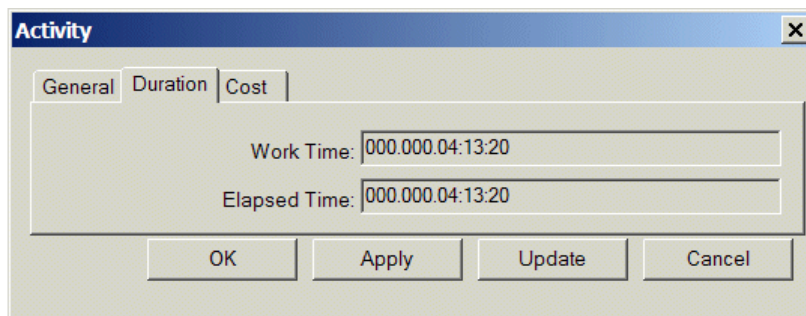 Activity
General Duration Cost
Work Time: 000.000.04:13:20
Elapsed Time: 000.000.04:13:20
OK Apply Update Cancel